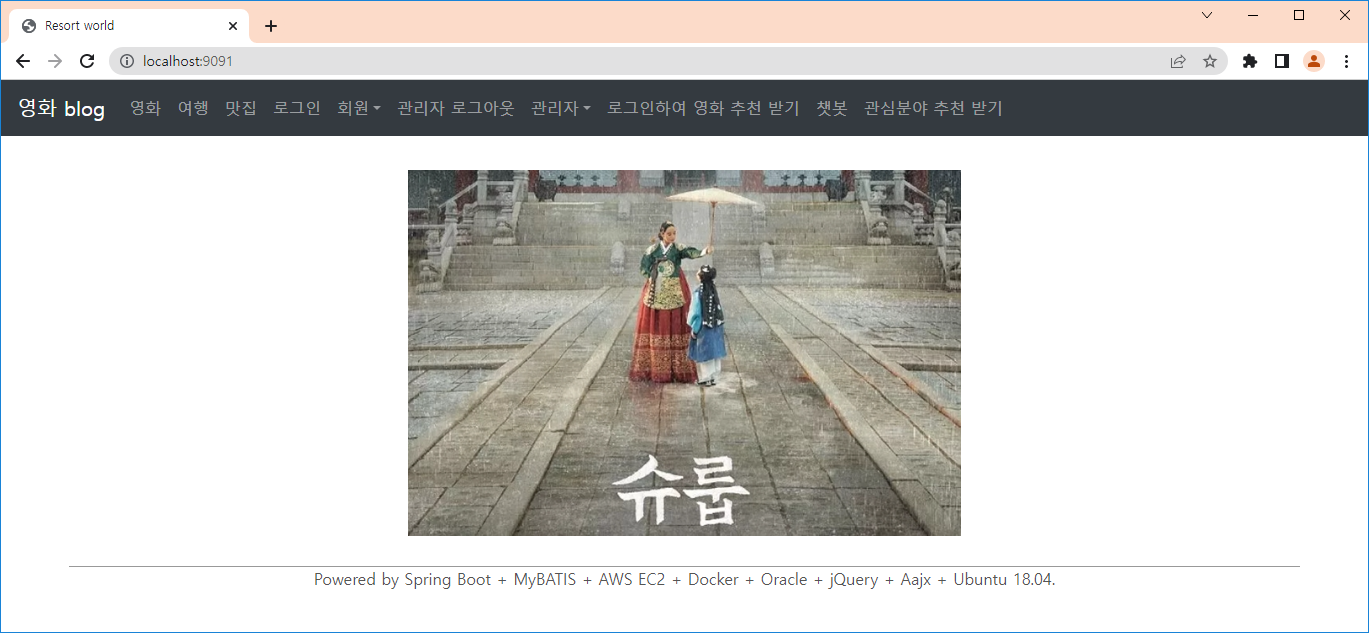 Resort world
localhost:9091
영화 blog 영화 여행 맛집 로그인 회원 관리자 로그아웃 관리자 로그인하여 영화 추천 받기 챗봇 관심분야 추천 받기
슈룹
Powered by Spring Boot + MyBATIS + AWS EC2 + Docker + Oracle + jQuery + Aajx + Ubuntu 18.04.